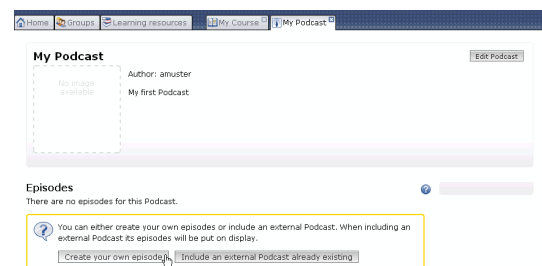 Home Groups Learning resources My Course My Podcast
My Podcast
Edit Podcast
No image
available
Author: amuster
My first Podcast
Episodes
There are no episodes for this Podcast.
You can either create your own episodes or include an external Podcast. When including an
external Podcast its episodes will be put on display.
Create your own episode Include an external Podcast already existing